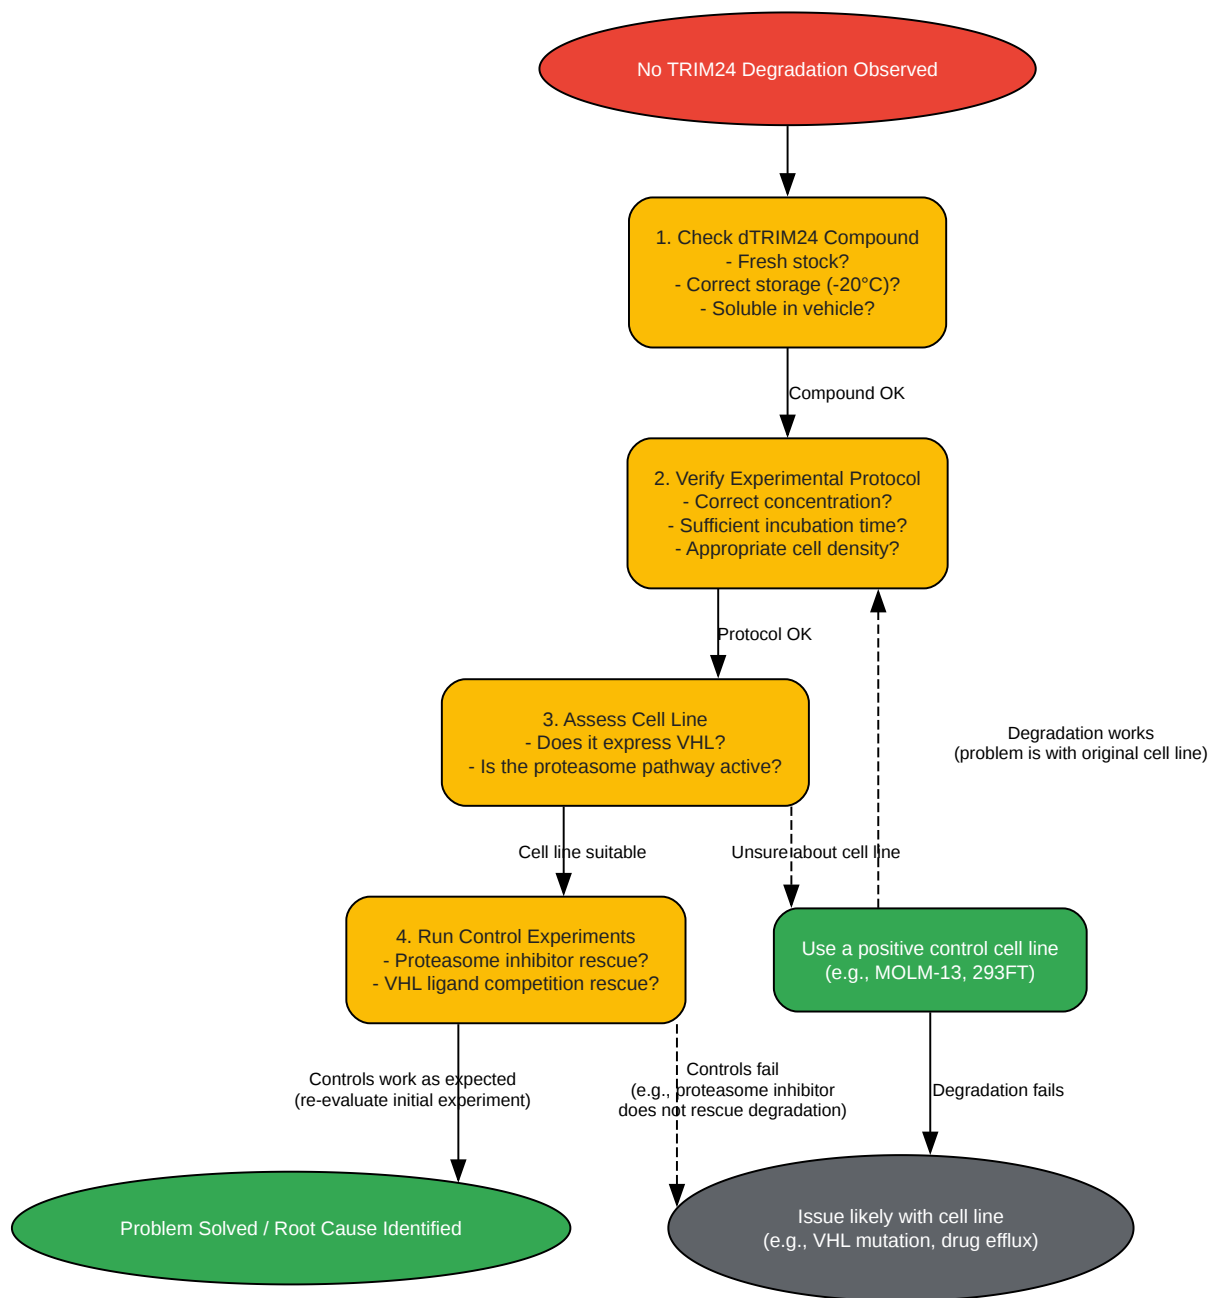 No TRIM24 Degradation Observed
1. Check dTRIM24 Compound
- Fresh stock?
- Correct storage (-20°C)?
- Soluble in vehicle?
Compound OK
2. Verify Experimental Protocol
- Correct concentration?
- Sufficient incubation time?
- Appropriate cell density?
Protocol OK
3. Assess Cell Line
- Does it express VHL?
- Is the proteasome pathway active?
Degradation works
(problem is with original cell line)
Cell line suitable
Unsure about cell line
4. Run Control Experiments
- Proteasome inhibitor rescue?
- VHL ligand competition rescue?
Use a positive control cell line
(e.g., MOLM-13, 293FT)
Controls work as expected
(re-evaluate initial experiment)
Controls fail
(e.g., proteasome inhibitor
does not rescue degradation)
Degradation fails
Problem Solved / Root Cause Identified
Issue likely with cell line
(e.g., VHL mutation, drug efflux)